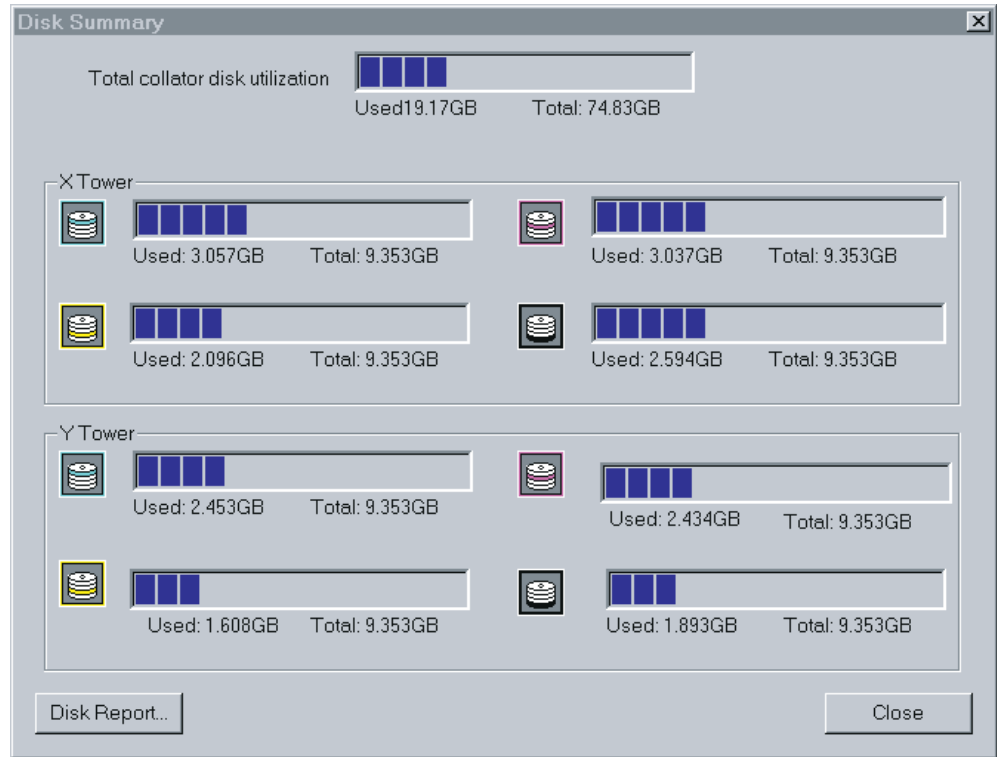 Disk Summary
Total collator disk utilization
Used19.17GB Total: 74.83GB
X Tower
Used: 3.057GB Total: 9.353GB Used: 3.037GB Total: 9.353GB
Used: 2.096GB Total: 9.353GB Used: 2.594GB Total: 9.353GB
Y Tower
Used: 2.453GB Total: 9.353GB Used: 2.434GB Total: 9.353GB
Used: 1.608GB Total: 9.353GB Used: 1.893GB Total: 9.353GB
Disk Report... Close